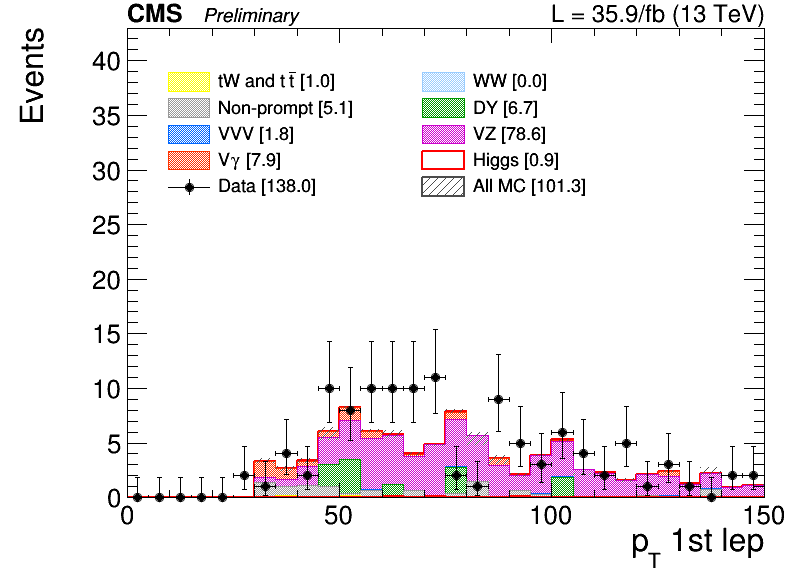 CMS Preliminary L = 35.9/fb (13 TeV)
Events
40
35
30
25
20
15
10
5
0
tW and t t̅ [1.0]
Non-prompt [5.1]
VVV [1.8]
Vγ [7.9]
Data [138.0]
WW [0.0]
DY [6.7]
VZ [78.6]
Higgs [0.9]
All MC [101.3]
0 50 100 150
p_T 1st lep